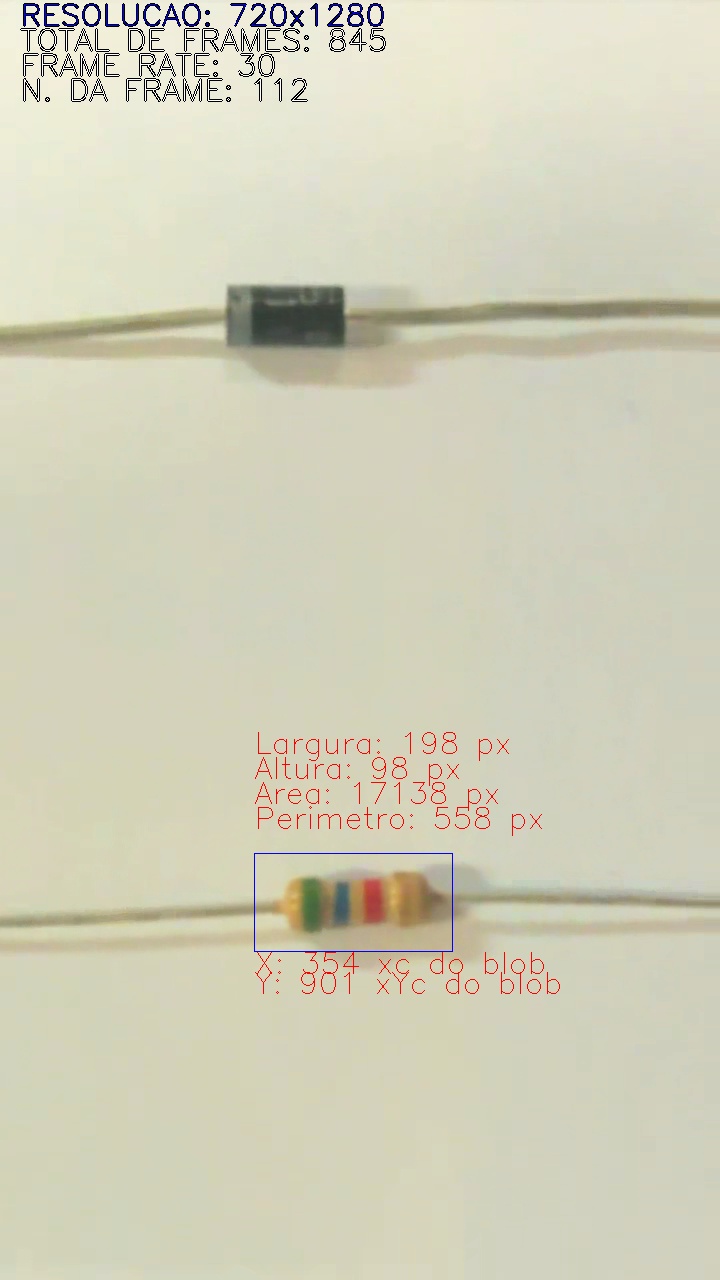 RESOLUCAO: 720x1280
TOTAL DE FRAMES: 845
FRAME RATE: 30
N. DA FRAME: 112
Largura: 198 px
Altura: 98 px
Area: 17138 px
Perimetro: 558 px
X: 354 xc do blob
Y: 901 xYc do blob